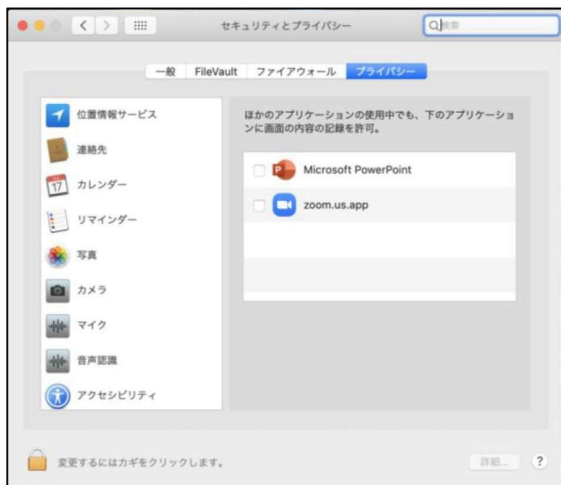 セキュリティとプライバシー
検索
一般 FileVault ファイアウォール プライバシー
位置情報サービス
連絡先
17 カレンダー
リマインダー
写真
カメラ
マイク
音声認識
アクセシビリティ
ほかのアプリケーションの使用中でも、下のアプリケーショ
ンに画面の内容の記録を許可。
P Microsoft PowerPoint
zoom.us.app
変更するにはカギをクリックします。
詳細... ?